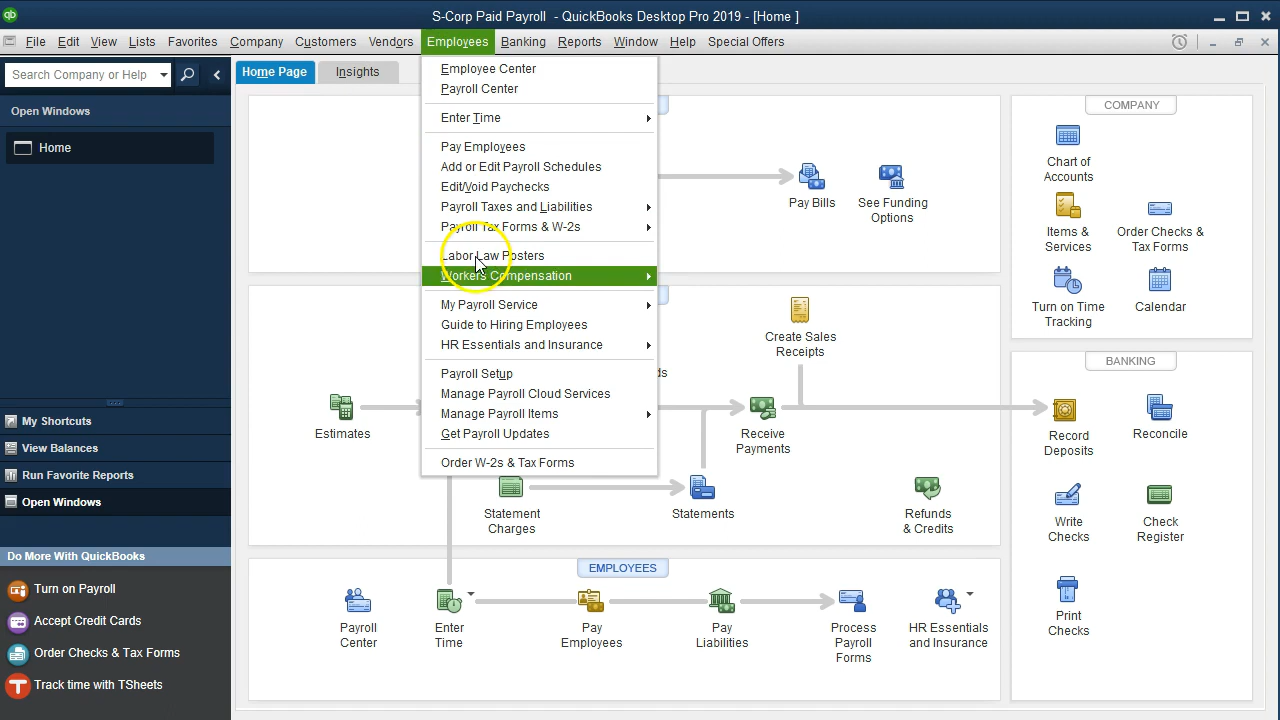 qb
S-Corp Paid Payroll - QuickBooks Desktop Pro 2019 - [Home ]
File Edit View Lists Favorites Company Customers Vendors Employees Banking Reports Window Help Special Offers
Search Company or Help
Open Windows
Home
My Shortcuts
View Balances
Run Favorite Reports
Open Windows
Do More With QuickBooks
Turn on Payroll
Accept Credit Cards
Order Checks & Tax Forms
Track time with TSheets
Home Page
Insights
Employee Center
Payroll Center
Enter Time
Pay Employees
Add or Edit Payroll Schedules
Edit/Void Paychecks
Payroll Taxes and Liabilities
Payroll Tax Forms & W-2s
Labor Law Posters
Workers Compensation
My Payroll Service
Guide to Hiring Employees
HR Essentials and Insurance
Payroll Setup
Manage Payroll Cloud Services
Manage Payroll Items
Get Payroll Updates
Order W-2s & Tax Forms
Pay Bills
See Funding
Options
Create Sales
Receipts
ds
Estimates
Receive
Payments
Statement
Charges
Statements
Refunds
& Credits
EMPLOYEES
Payroll
Center
Enter
Time
Pay
Employees
Pay
Liabilities
Process
Payroll
Forms
HR Essentials
and Insurance
COMPANY
Chart of
Accounts
Items &
Services
Order Checks &
Tax Forms
Turn on Time
Tracking
Calendar
BANKING
Record
Deposits
Reconcile
Write
Checks
Check
Register
Print
Checks